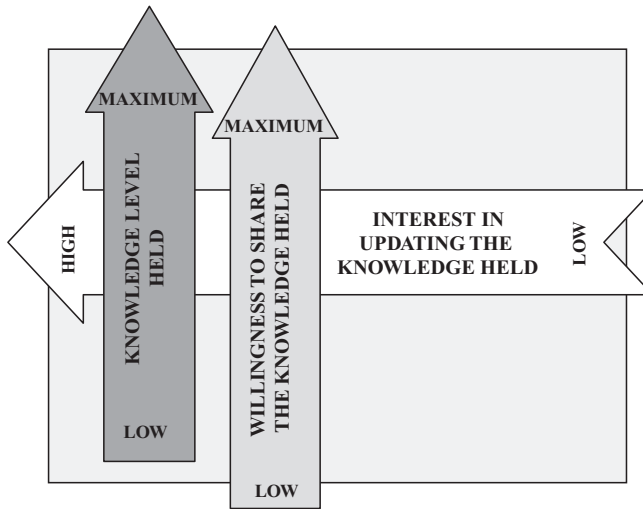 MAXIMUM
KNOWLEDGE LEVEL
HELD
LOW
MAXIMUM
WILLINGNESS TO SHARE
THE KNOWLEDGE HELD
LOW
HIGH
INTEREST IN
UPDATING THE
KNOWLEDGE HELD
LOW